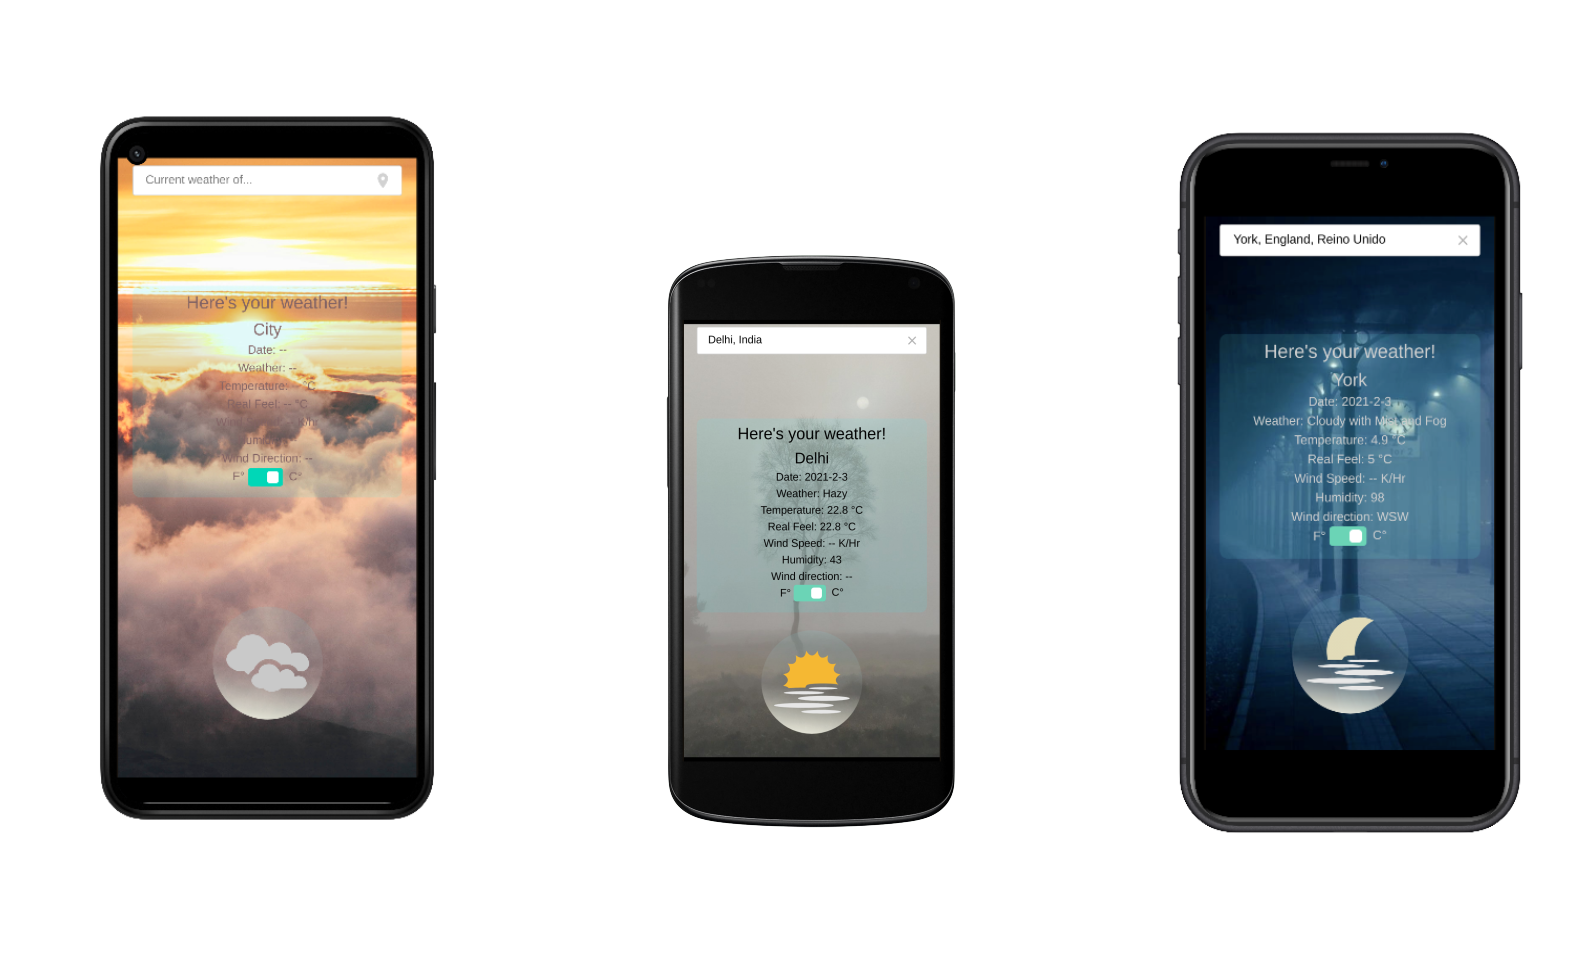 Current weather of...
Here's your weather!
City
Date: --
Weather: --
Temperature: -- °C
Real Feel: -- °C
Wind
Wind Direction: --
F° C°
Delhi, India
Here's your weather!
Delhi
Date: 2021-2-3
Weather: Hazy
Temperature: 22.8 °C
Real Feel: 22.8 °C
Wind Speed: -- K/Hr
Humidity: 43
Wind direction: --
F° C°
York, England, Reino Unido
Here's your weather!
York
Date: 2021-2-3
Weather: Cloudy with Mist and Fog
Temperature: 4.9 °C
Real Feel: 5 °C
Wind Speed: -- K/Hr
Humidity: 98
Wind direction: WSW
F° C°